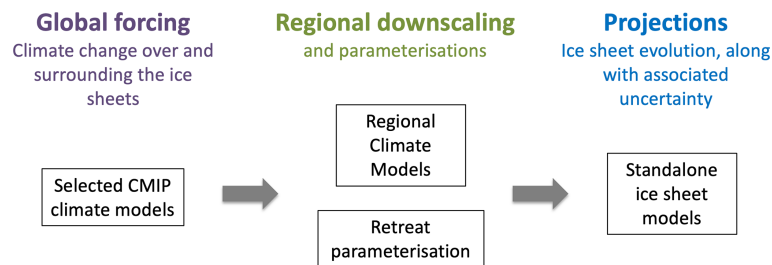 Global forcing
Climate change over and
surrounding the ice
sheets
Regional downscaling
and parameterisations
Projections
Ice sheet evolution, along
with associated
uncertainty
Selected CMIP
climate models
Regional
Climate
Models
Retreat
parameterisation
Standalone
ice sheet
models